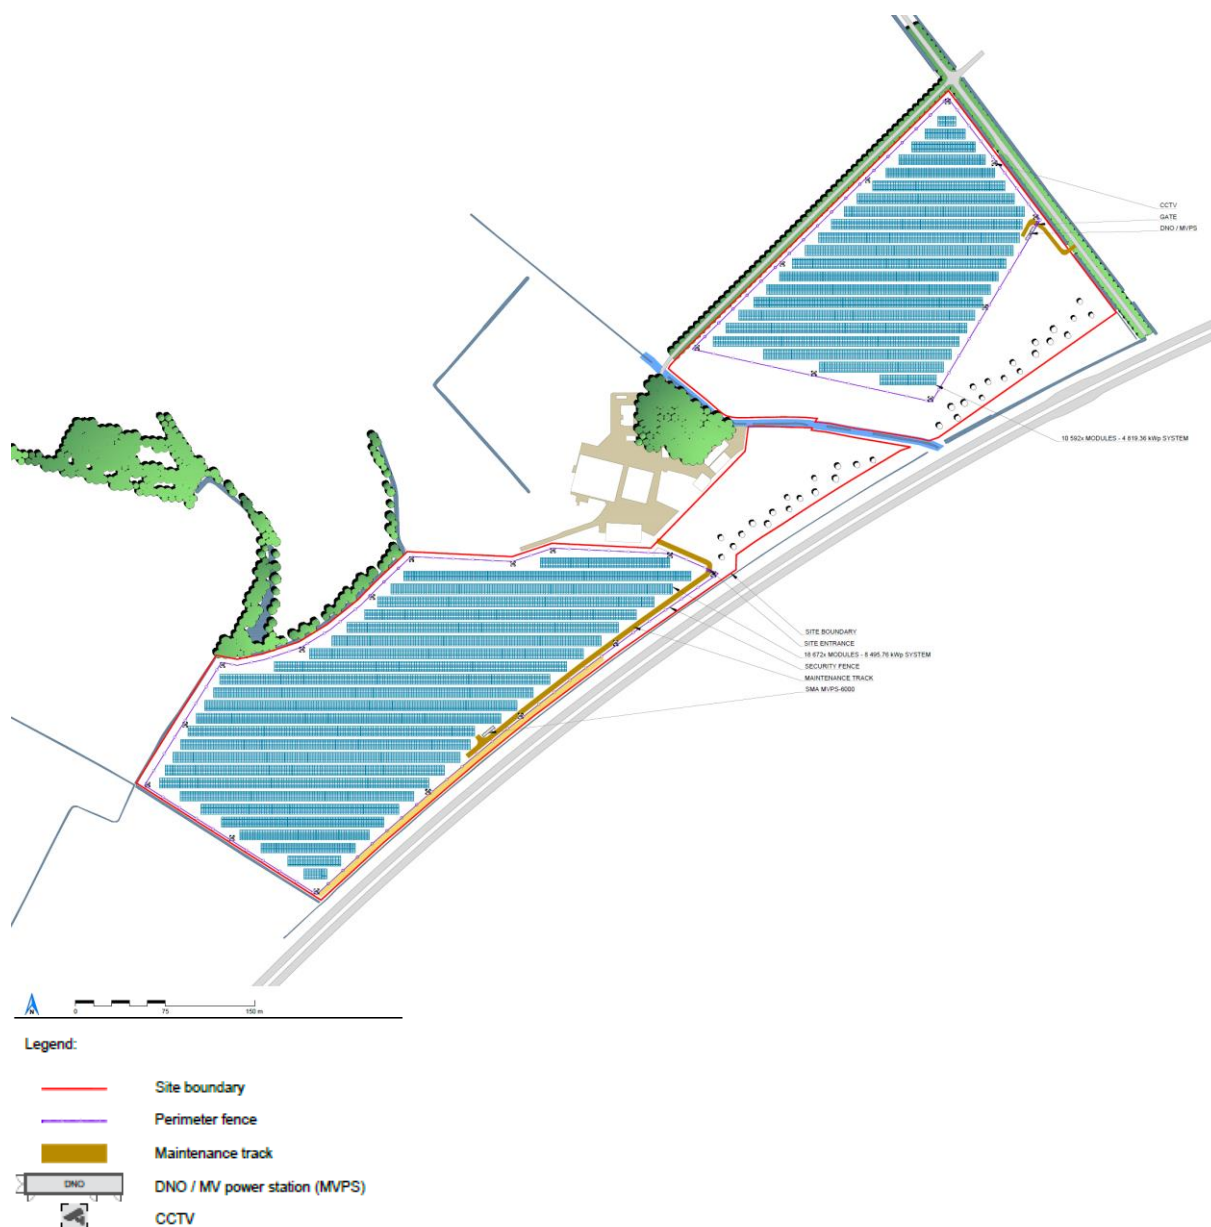 CCTV
GATE
DNO / MVPS
10 592x MODULES - 4 819.36 kWp SYSTEM
SITE BOUNDARY
SITE ENTRANCE
18 672x MODULES - 8 495.76 kWp SYSTEM
SECURITY FENCE
MAINTENANCE TRACK
SMA MVPS-6000
N
0 75 150 m
Legend:
Site boundary
Perimeter fence
Maintenance track
DNO
DNO / MV power station (MVPS)
CCTV